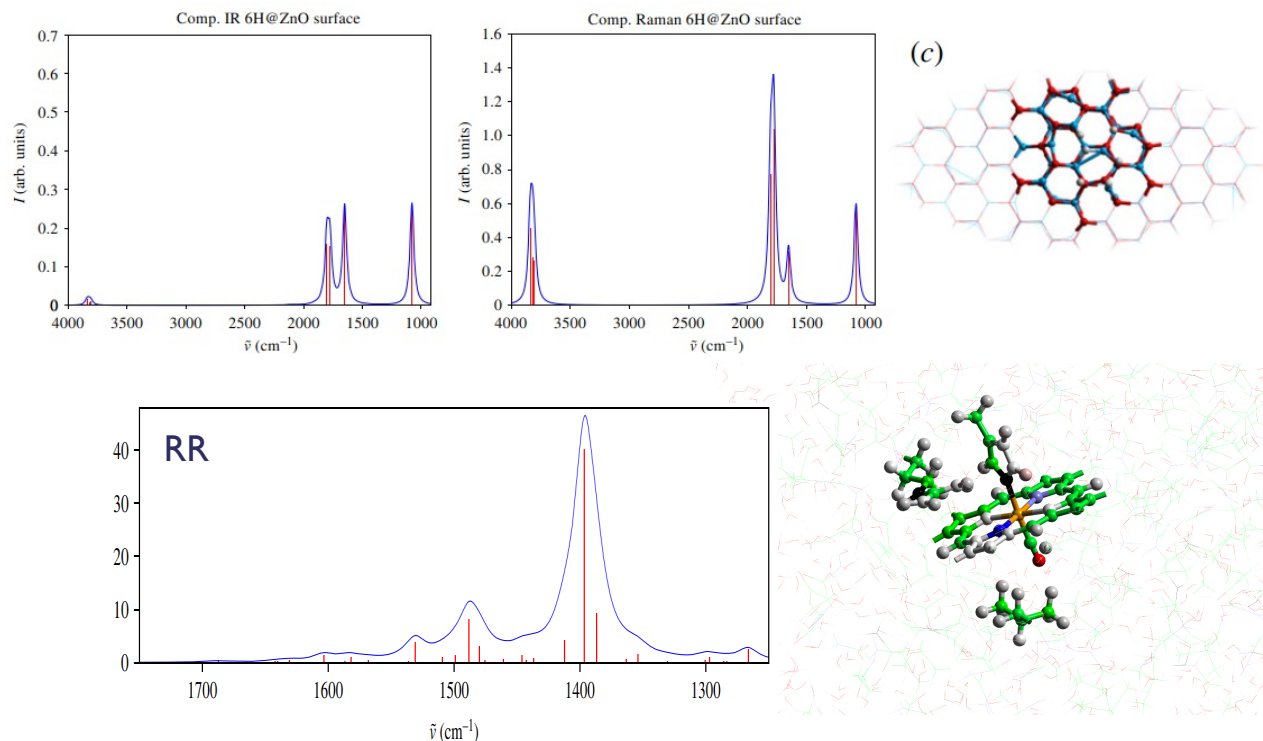 Comp. IR 6H@ZnO surface
0.7
0.6
0.5
0.4
0.3
0.2
0.1
0
I (arb. units)
4000 3500 3000 2500 2000 1500 1000
ṽ (cm⁻¹)
Comp. Raman 6H@ZnO surface
1.6
1.4
1.2
1.0
0.8
0.6
0.4
0.2
0
I (arb. units)
4000 3500 3000 2500 2000 1500 1000
ṽ (cm⁻¹)
(c)
RR
40
30
20
10
0
1700 1600 1500 1400 1300
ṽ (cm⁻¹)